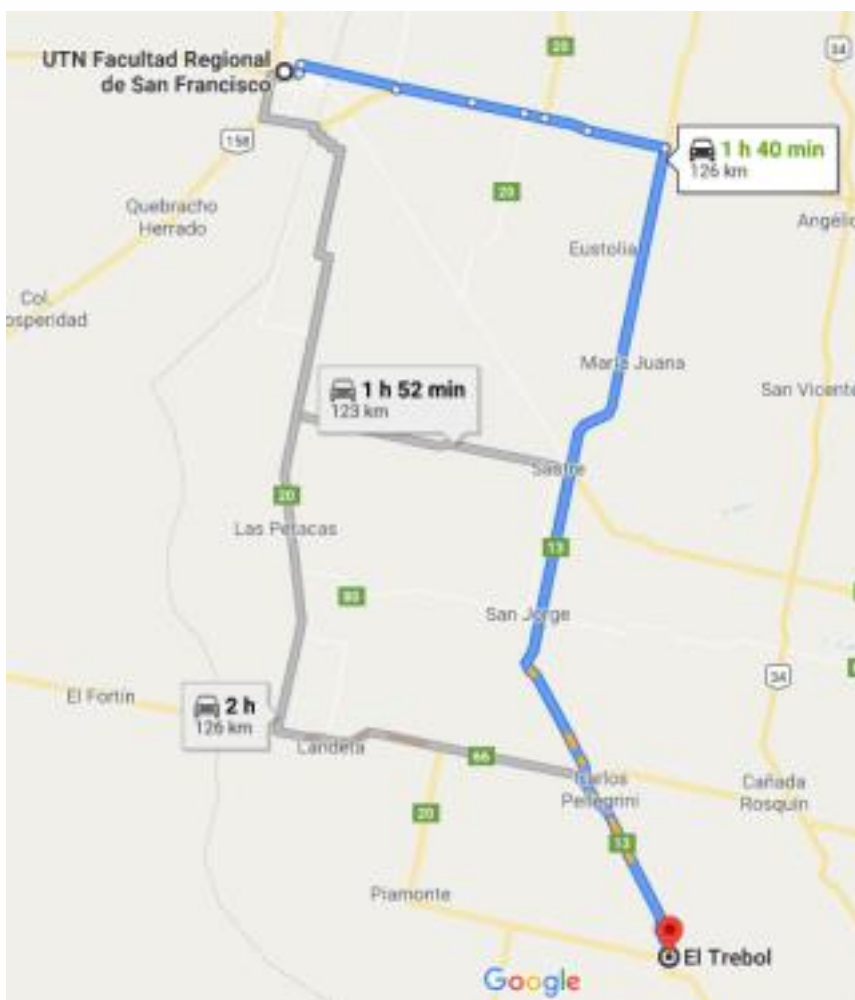 20
34
UTN Facultad Regional
de San Francisco
158
1 h 40 min
126 km
20
Quebracho
Herrado
Angélic
Eustolia
Col.
osperidad
María Juana
1 h 52 min
123 km
San Vicente
Sastre
20
Las Petacas
13
80
San Jorge
34
El Fortín
2 h
126 km
Landeta
66
Carlos
Pellegrini
Cañada
Rosquin
20
13
Piamonte
El Trebol
Google